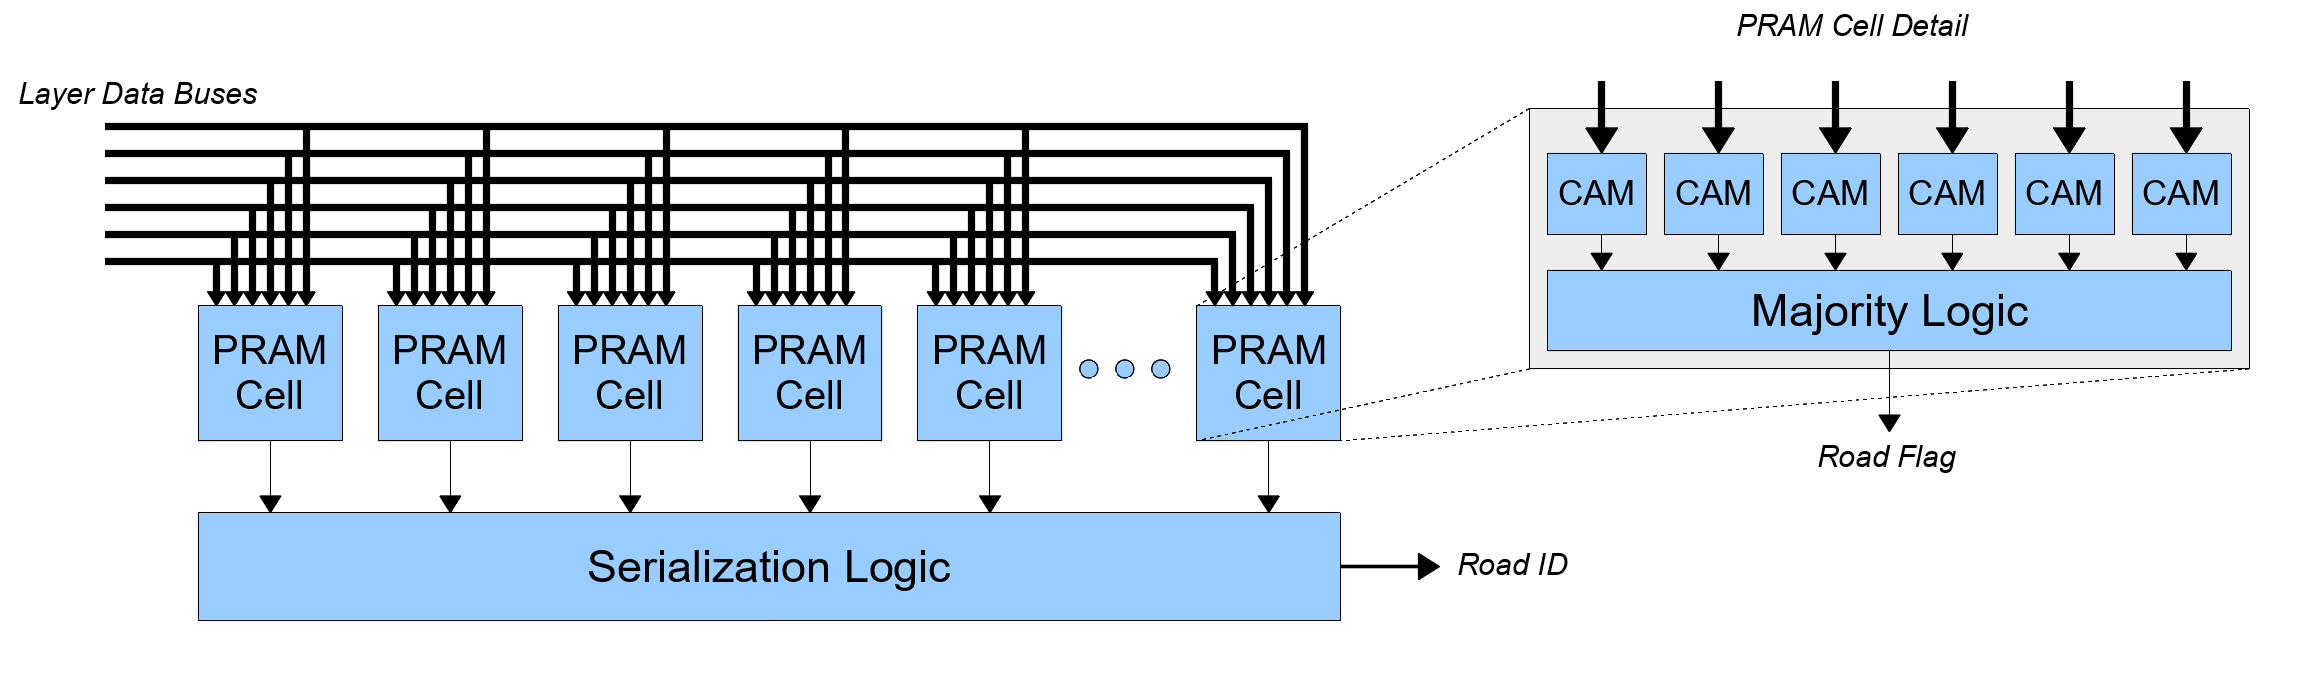 PRAM Cell Detail
Layer Data Buses
CAM CAM CAM CAM CAM CAM
Majority Logic
PRAM PRAM PRAM PRAM PRAM PRAM
Cell Cell Cell Cell Cell Cell
Road Flag
Serialization Logic
Road ID